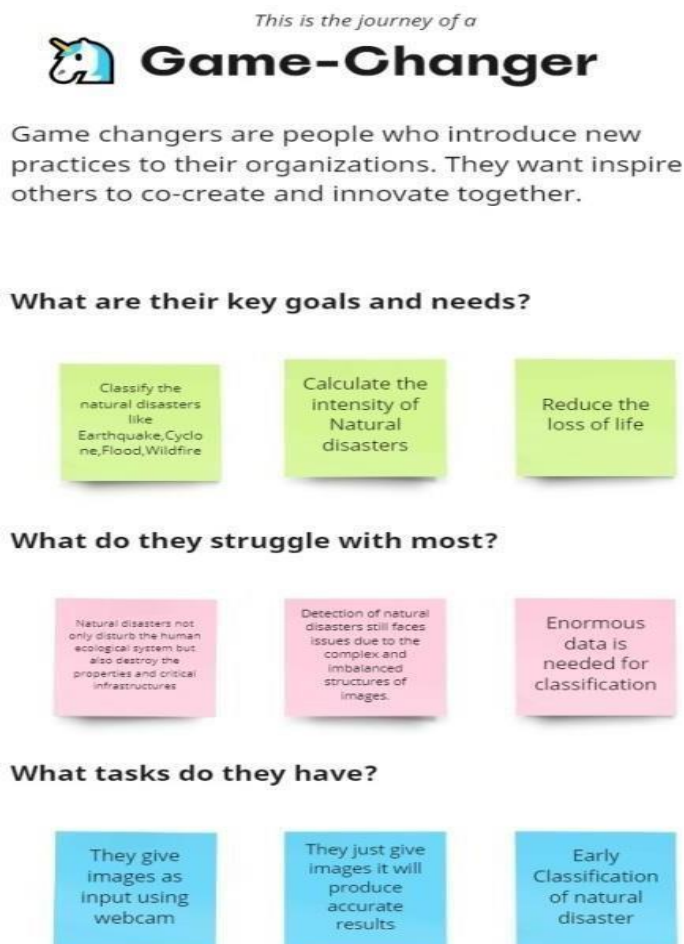 This is the journey of a
Game-Changer
Game changers are people who introduce new
practices to their organizations. They want inspire
others to co-create and innovate together.
What are their key goals and needs?
Classify the
natural disasters
like
Earthquake,Cyclo
ne,Flood,Wildfire
Calculate the
intensity of
Natural
disasters
Reduce the
loss of life
What do they struggle with most?
Natural disasters not
only disturb the human
ecological system but
also destroy the
properties and critical
infrastructures
Detection of natural
disasters still faces
issues due to the
complex and
imbalanced
structures of
images.
Enormous
data is
needed for
classification
What tasks do they have?
They give
images as
input using
webcam
They just give
images it will
produce
accurate
results
Early
Classification
of natural
disaster